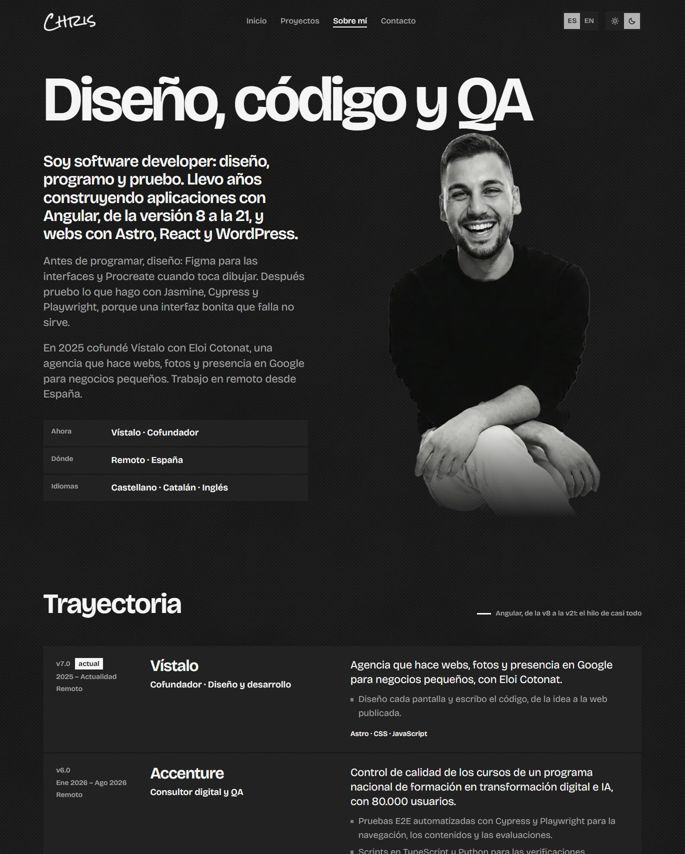 CHRIS
Inicio Proyectos Sobre mí Contacto
ES EN
Diseño, código y QA
Soy software developer: diseño,
programo y pruebo. Llevo años
construyendo aplicaciones con
Angular, de la versión 8 a la 21, y
webs con Astro, React y WordPress.
Antes de programar, diseño: Figma para las
interfaces y Procreate cuando toca dibujar. Después
pruebo lo que hago con Jasmine, Cypress y
Playwright, porque una interfaz bonita que falla no
sirve.
En 2025 cofundé Vístalo con Eloi Cotonat, una
agencia que hace webs, fotos y presencia en Google
para negocios pequeños. Trabajo en remoto desde
España.
Ahora Vístalo · Cofundador
Dónde Remoto · España
Idiomas Castellano · Catalán · Inglés
Trayectoria
Angular, de la v8 a la v21: el hilo de casi todo
v7.0 actual
2025 – Actualidad
Remoto
Vístalo
Cofundador · Diseño y desarrollo
Agencia que hace webs, fotos y presencia en Google
para negocios pequeños, con Eloi Cotonat.
Diseño cada pantalla y escribo el código, de la idea a la web
publicada.
Astro · CSS · JavaScript
v6.0
Ene 2026 – Ago 2026
Remoto
Accenture
Consultor digital y QA
Control de calidad de los cursos de un programa
nacional de formación en transformación digital e IA,
con 80.000 usuarios.
Pruebas E2E automatizadas con Cypress y Playwright para la
navegación, los contenidos y las evaluaciones.
Scripts en TypeScript y Python para las verificaciones